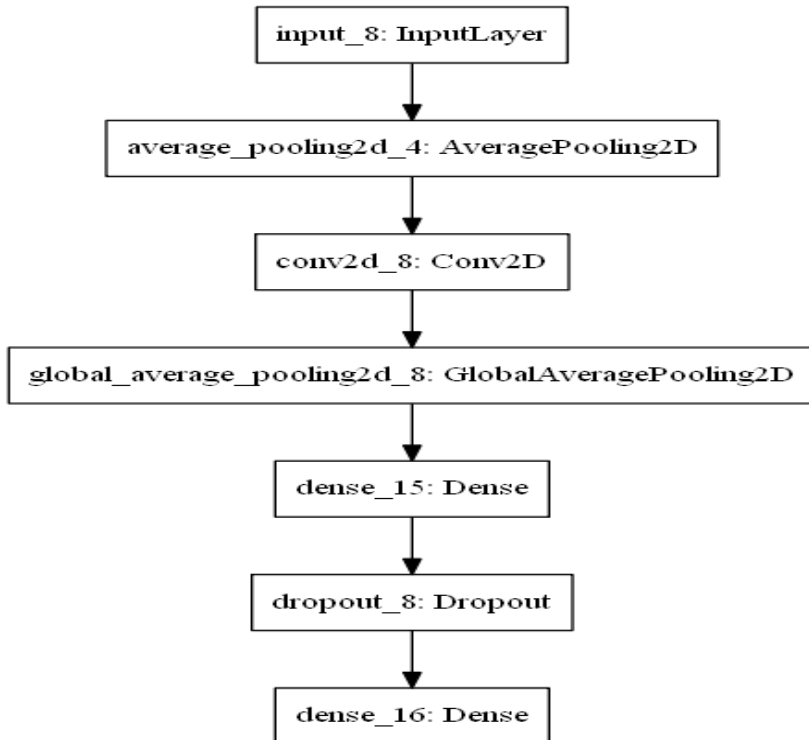 input_8: InputLayer
average_pooling2d_4: AveragePooling2D
conv2d_8: Conv2D
global_average_pooling2d_8: GlobalAveragePooling2D
dense_15: Dense
dropout_8: Dropout
dense_16: Dense